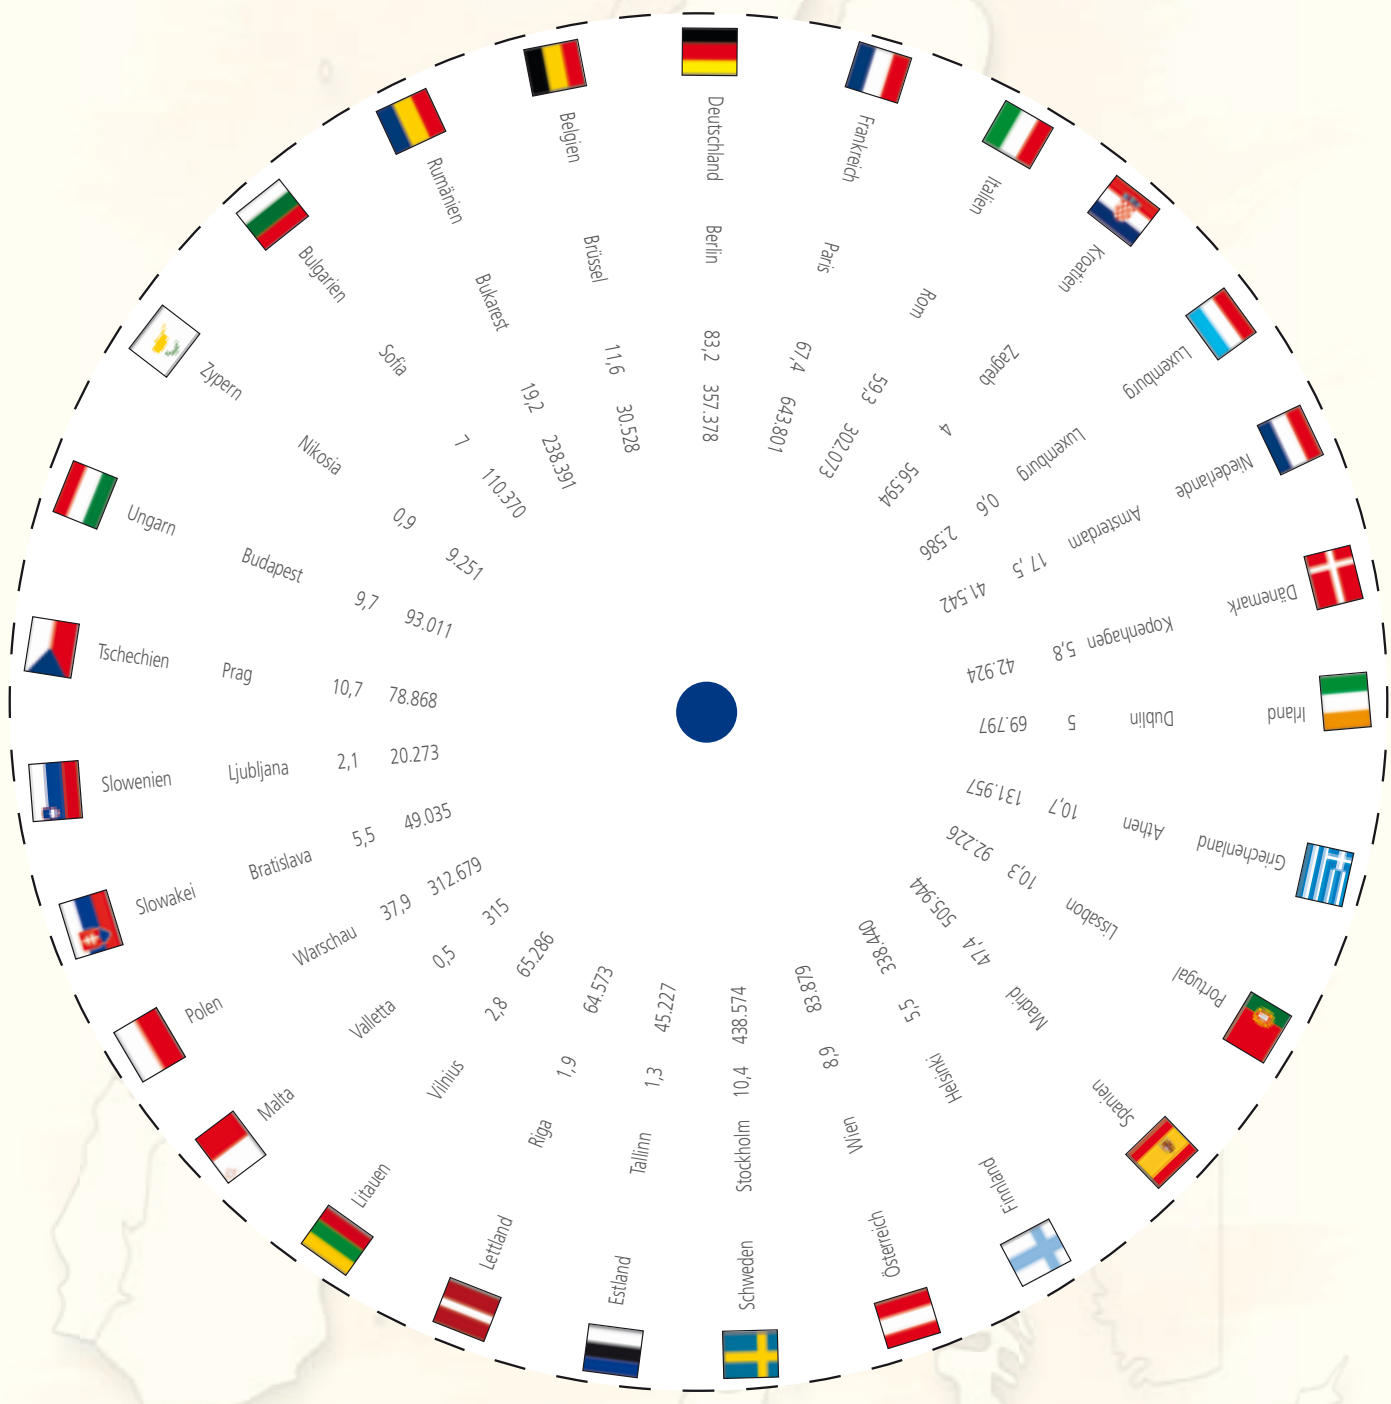 Deutschland Berlin 83,2 357.378
Frankreich Paris 67,4 643.801
Italien Rom 59,3 302.073
Kroatien Zagreb 4 56.594
Luxemburg Luxemburg 0,6 2.586
Niederlande Amsterdam 17,5 41.542
Dänemark Kopenhagen 5,8 42.924
Irland Dublin 5 69.797
Griechenland Athen 10,7 131.957
Portugal Lissabon 10,3 92.226
Spanien Madrid 47,4 505.944
Finnland Helsinki 5,5 338.440
Österreich Wien 8,9 83.879
Schweden Stockholm 10,4 438.574
Estland Tallinn 1,3 45.227
Lettland Riga 1,9 64.573
Litauen Vilnius 2,8 65.286
Malta Valletta 0,5 315
Polen Warschau 37,9 312.679
Slowakei Bratislava 5,5 49.035
Slowenien Ljubljana 2,1 20.273
Tschechien Prag 10,7 78.868
Ungarn Budapest 9,7 93.011
Zypern Nikosia 0,9 9.251
Bulgarien Sofia 7 110.370
Rumänien Bukarest 19,2 238.391
Belgien Brüssel 11,6 30.528